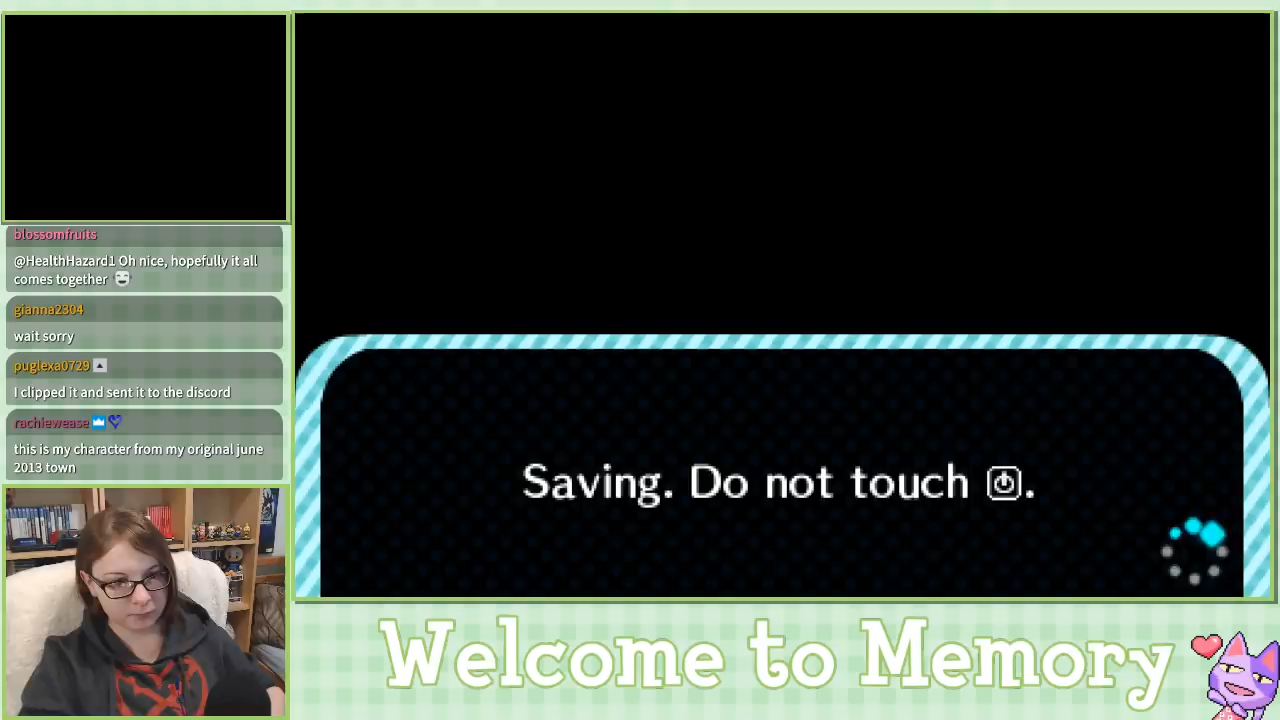 blossomfruits
@HealthHazard1 Oh nice, hopefully it all
comes together
gianna2304
wait sorry
puglexa0729
I clipped it and sent it to the discord
rachiewease
this is my character from my original june
2013 town
Saving. Do not touch ⏻.
Welcome to Memory